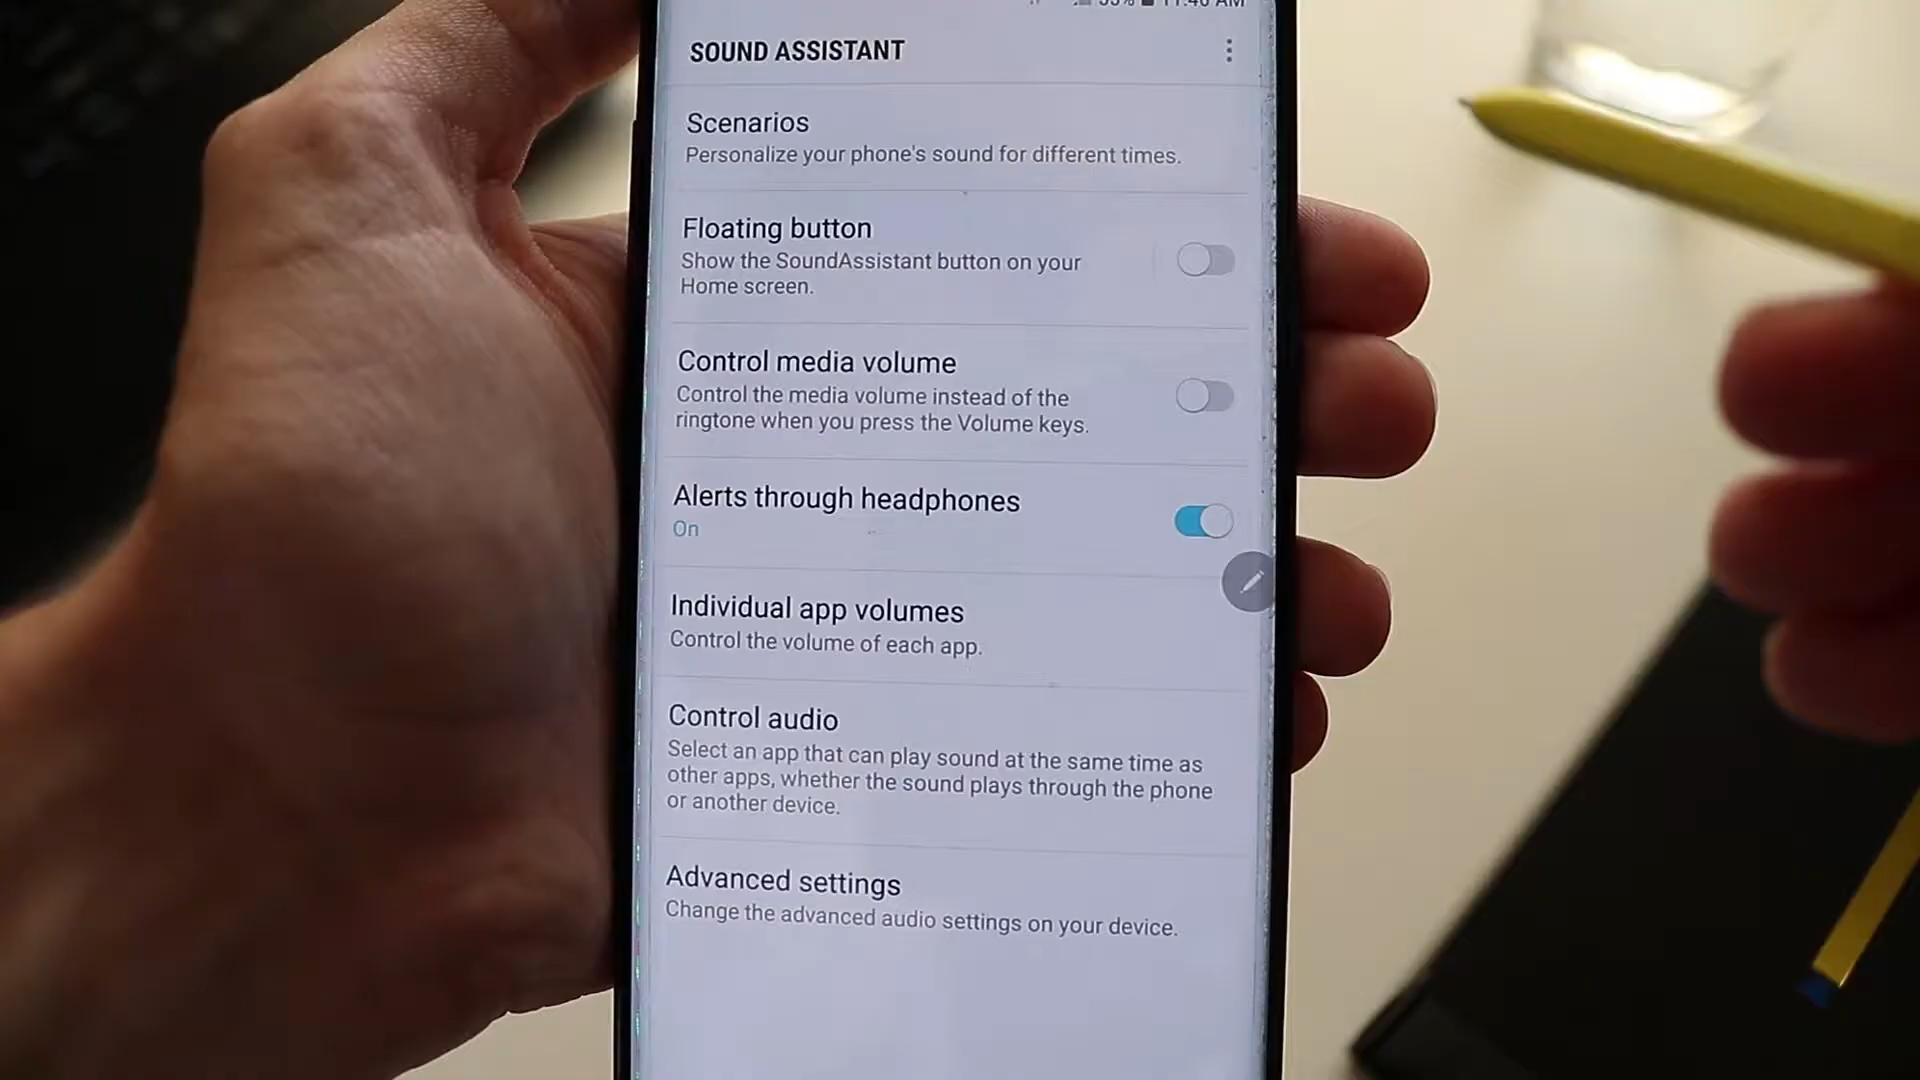 SOUND ASSISTANT
Scenarios
Personalize your phone's sound for different times.
Floating button
Show the SoundAssistant button on your
Home screen.
Control media volume
Control the media volume instead of the
ringtone when you press the Volume keys.
Alerts through headphones
On
Individual app volumes
Control the volume of each app.
Control audio
Select an app that can play sound at the same time as
other apps, whether the sound plays through the phone
or another device.
Advanced settings
Change the advanced audio settings on your device.